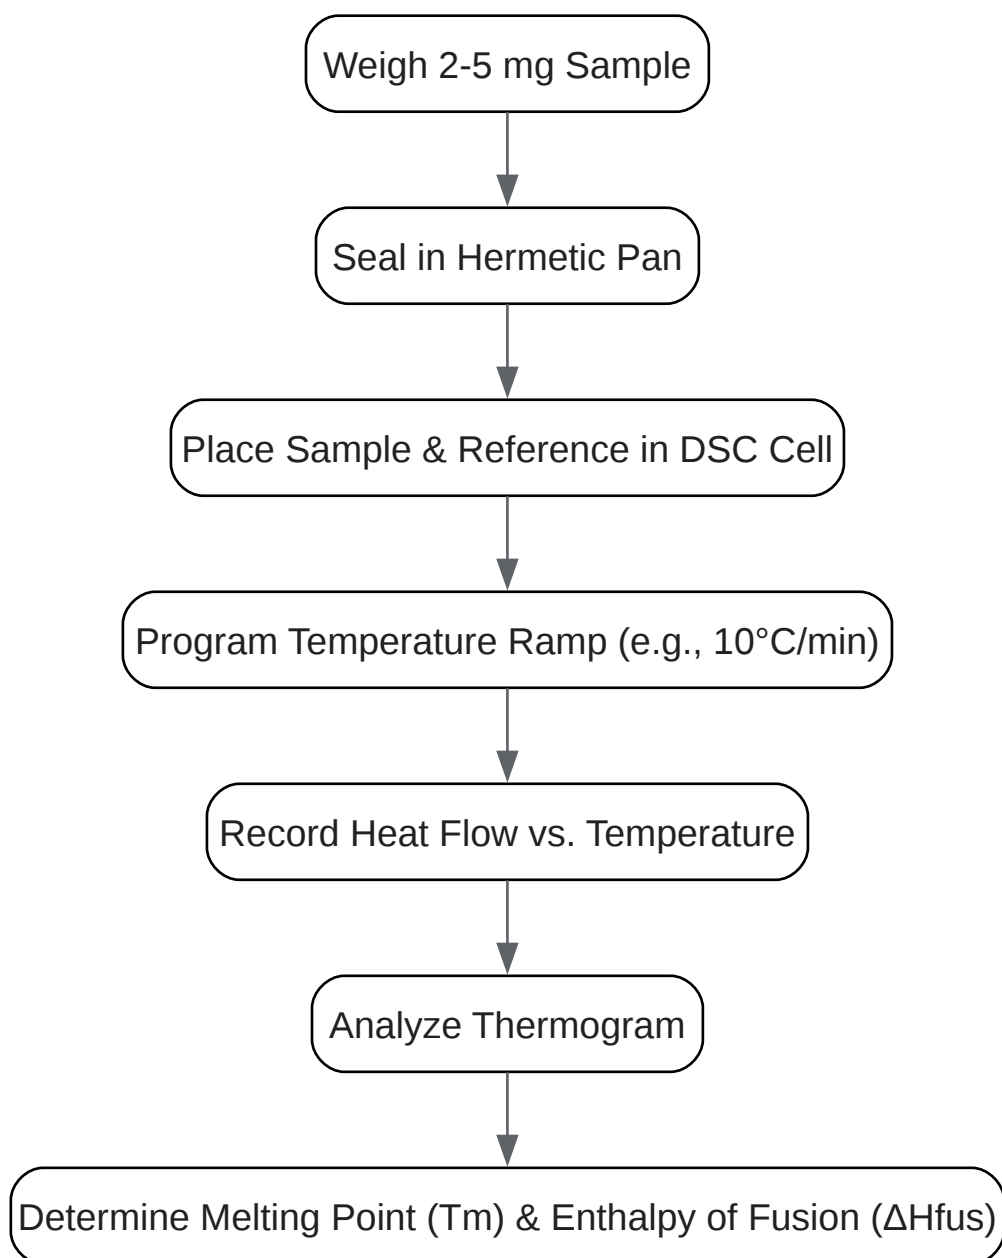 Weigh 2-5 mg Sample
Seal in Hermetic Pan
Place Sample & Reference in DSC Cell
Program Temperature Ramp (e.g., 10°C/min)
Record Heat Flow vs. Temperature
Analyze Thermogram
Determine Melting Point (Tm) & Enthalpy of Fusion (ΔHfus)